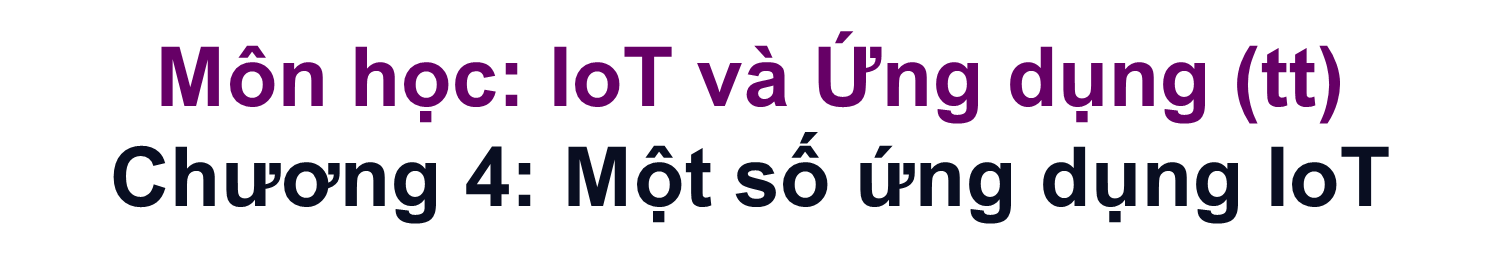 Môn học: IoT và Ứng dụng (tt)
Chương 4: Một số ứng dụng IoT